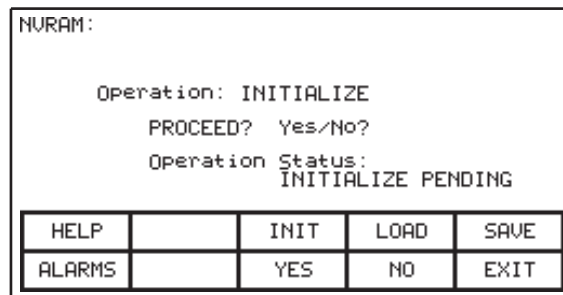 NVRAM:
Operation: INITIALIZE
PROCEED? Yes/No?
Operation Status:
INITIALIZE PENDING
HELP INIT LOAD SAVE
ALARMS YES NO EXIT